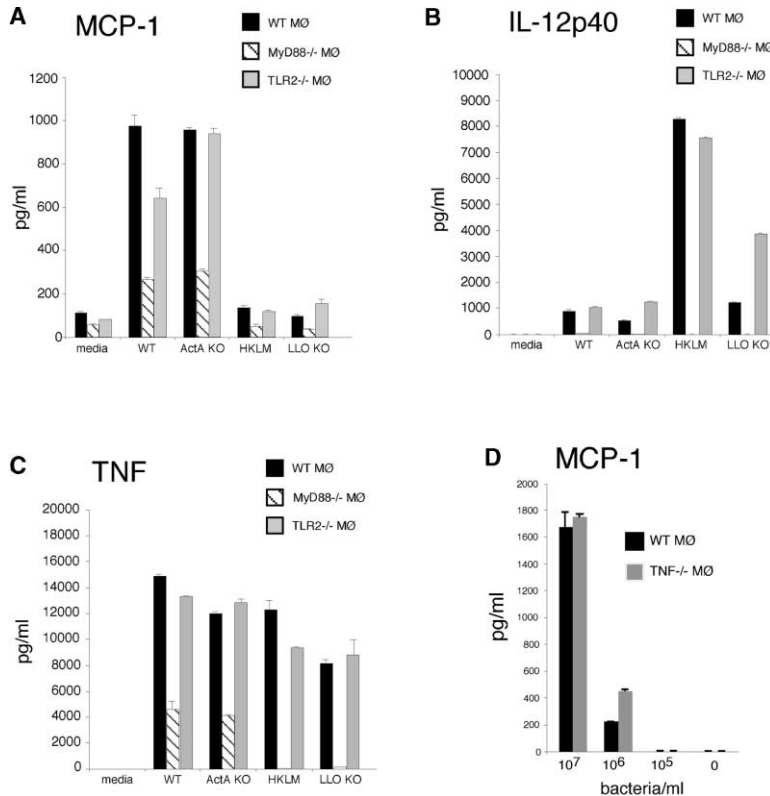 A
MCP-1
WT MØ
MyD88-/- MØ
TLR2-/- MØ
1200
1000
800
600
400
200
0
pg/ml
media WT ActA KO HKLM LLO KO
B
IL-12p40
WT MØ
MyD88-/- MØ
TLR2-/- MØ
10000
9000
8000
7000
6000
5000
4000
3000
2000
1000
0
pg/ml
media WT ActA KO HKLM LLO KO
C
TNF
WT MØ
MyD88-/- MØ
TLR2-/- MØ
20000
18000
16000
14000
12000
10000
8000
6000
4000
2000
0
pg/ml
media WT ActA KO HKLM LLO KO
D
MCP-1
WT MØ
TNF-/- MØ
2000
1800
1600
1400
1200
1000
800
600
400
200
0
pg/ml
10⁷ 10⁶ 10⁵ 0
bacteria/ml